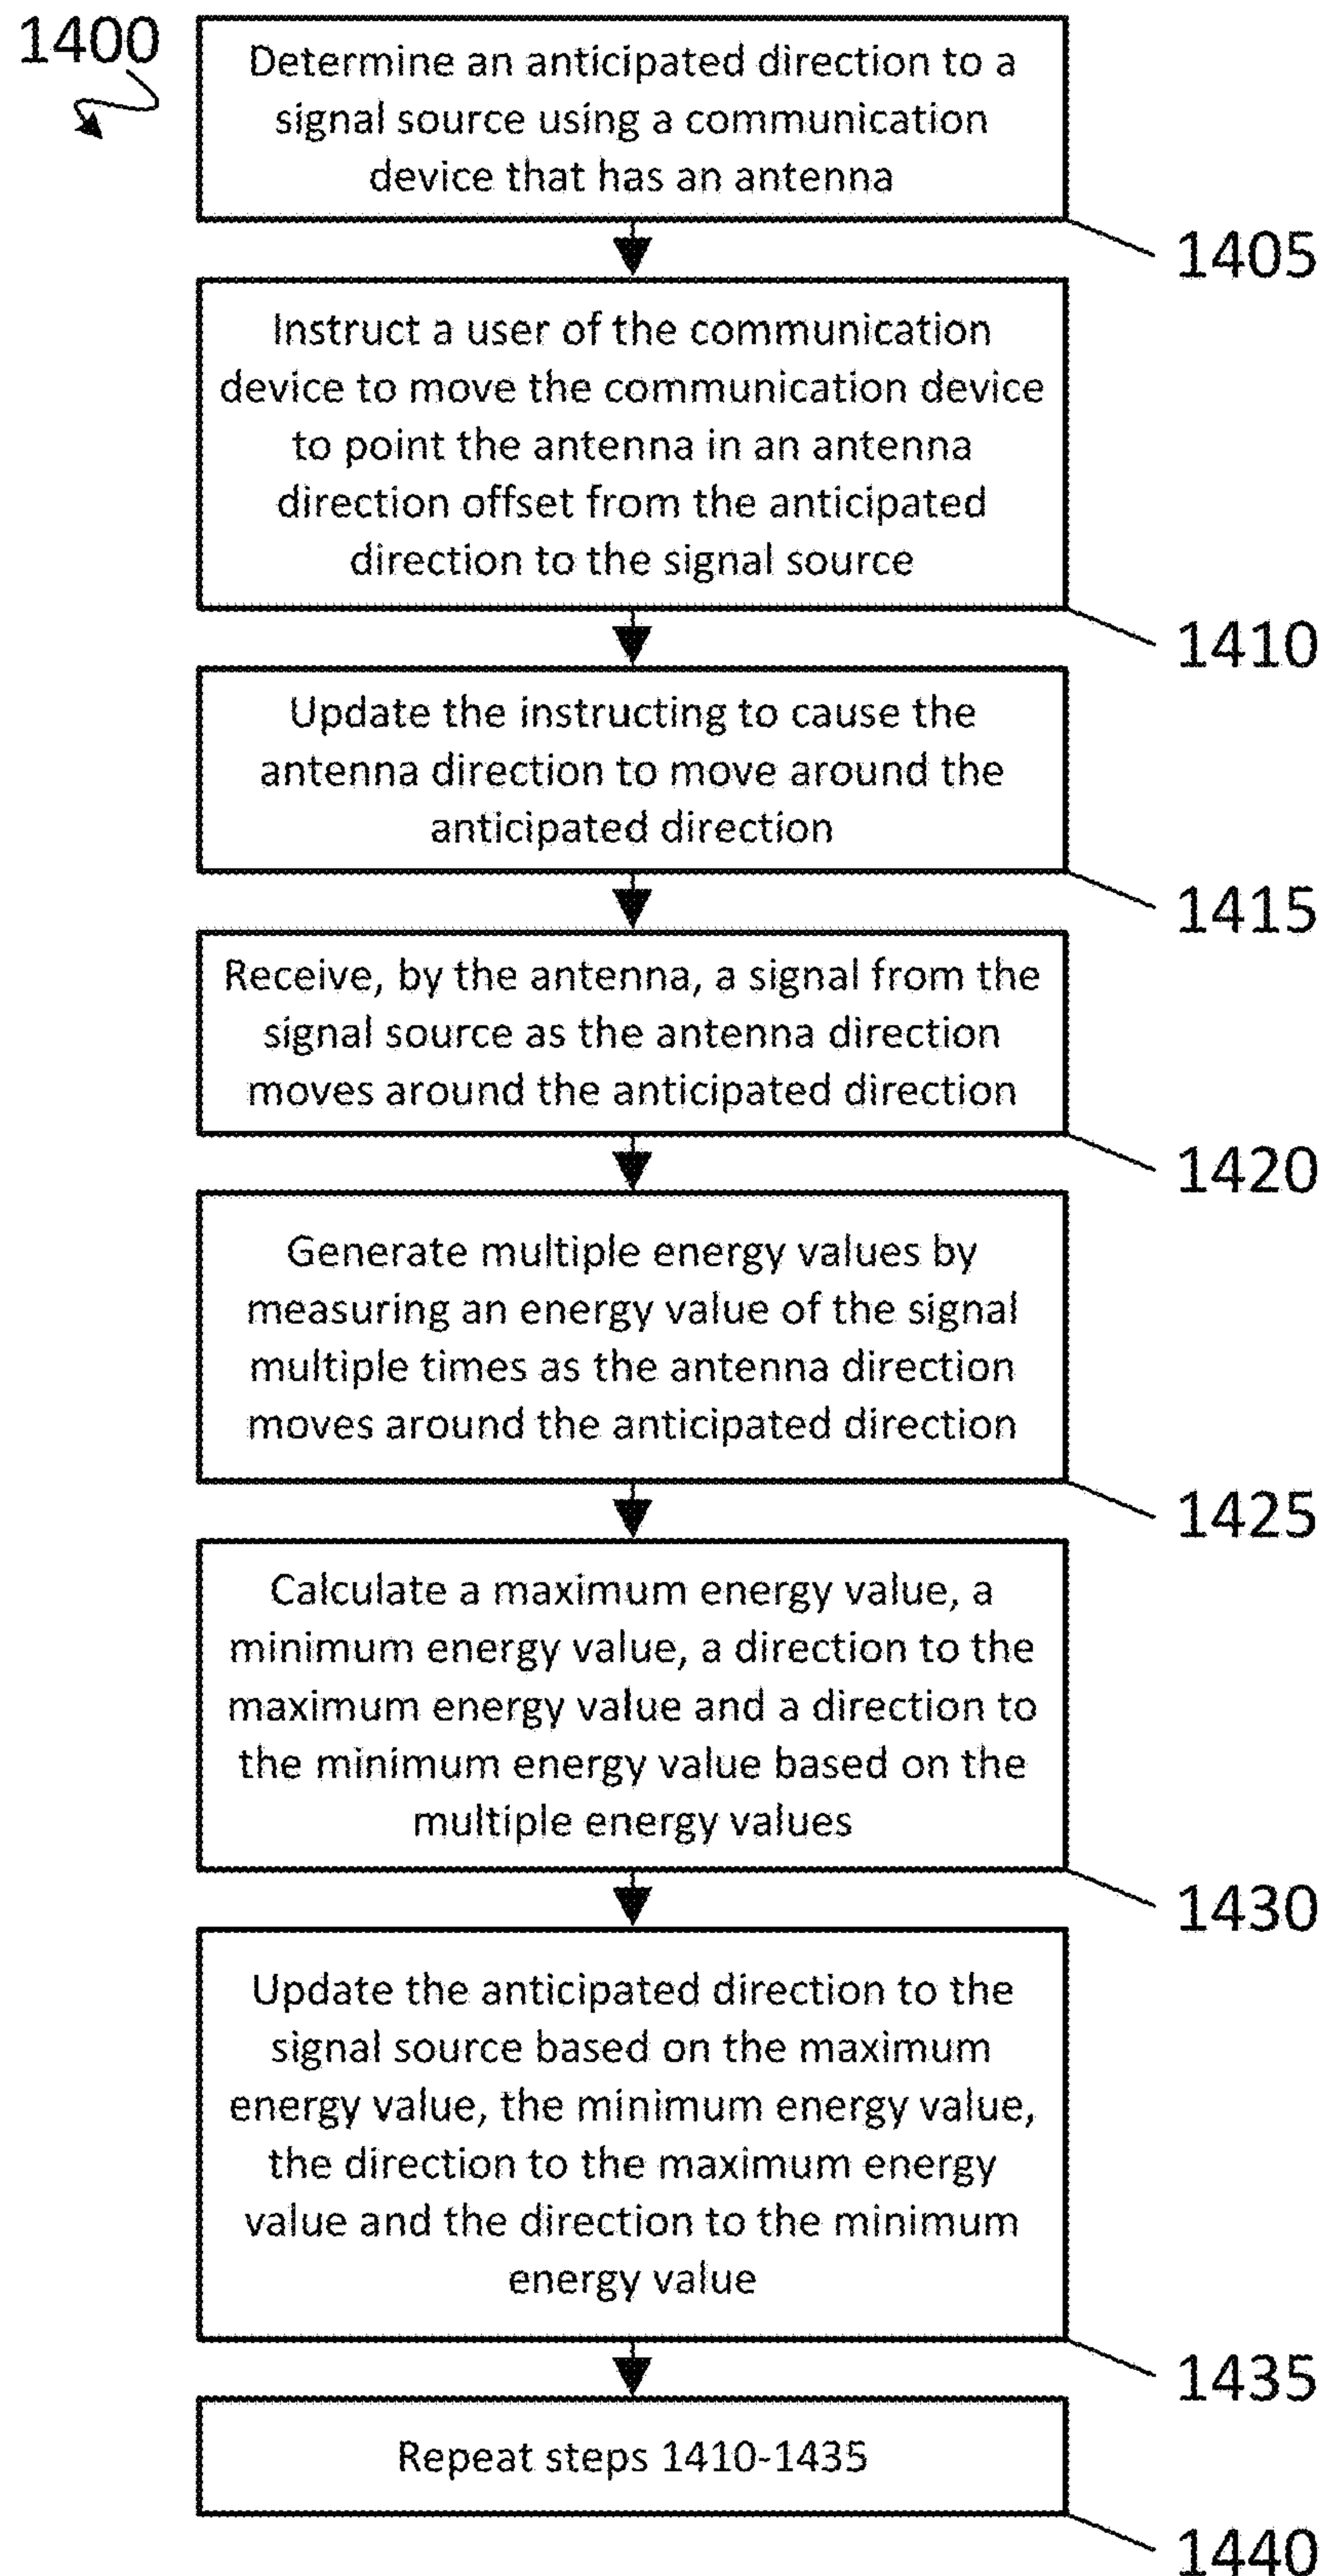 1400
Determine an anticipated direction to a
signal source using a communication
device that has an antenna
1405
Instruct a user of the communication
device to move the communication device
to point the antenna in an antenna
direction offset from the anticipated
direction to the signal source
1410
Update the instructing to cause the
antenna direction to move around the
anticipated direction
1415
Receive, by the antenna, a signal from the
signal source as the antenna direction
moves around the anticipated direction
1420
Generate multiple energy values by
measuring an energy value of the signal
multiple times as the antenna direction
moves around the anticipated direction
1425
Calculate a maximum energy value, a
minimum energy value, a direction to the
maximum energy value and a direction to
the minimum energy value based on the
multiple energy values
1430
Update the anticipated direction to the
signal source based on the maximum
energy value, the minimum energy value,
the direction to the maximum energy
value and the direction to the minimum
energy value
1435
Repeat steps 1410-1435
1440